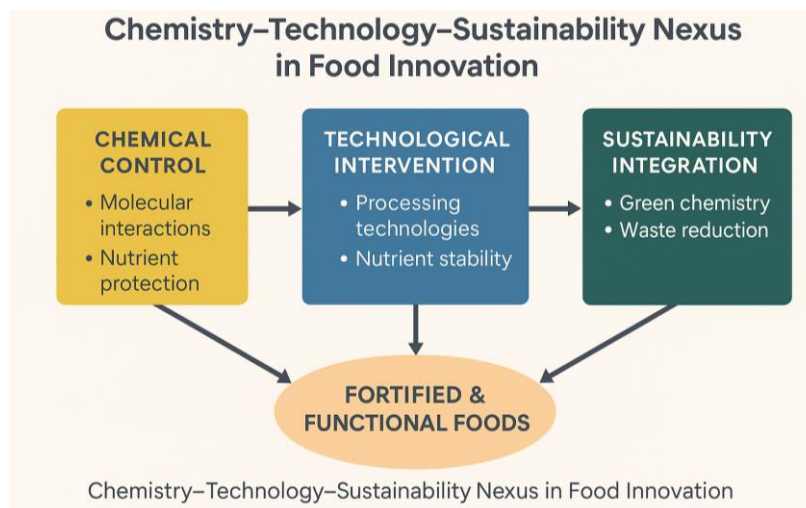 Chemistry–Technology–Sustainability Nexus
in Food Innovation
CHEMICAL
CONTROL
• Molecular
interactions
• Nutrient
protection
TECHNOLOGICAL
INTERVENTION
• Processing
technologies
• Nutrient stability
SUSTAINABILITY
INTEGRATION
• Green chemistry
• Waste reduction
FORTIFIED &
FUNCTIONAL FOODS
Chemistry–Technology–Sustainability Nexus in Food Innovation